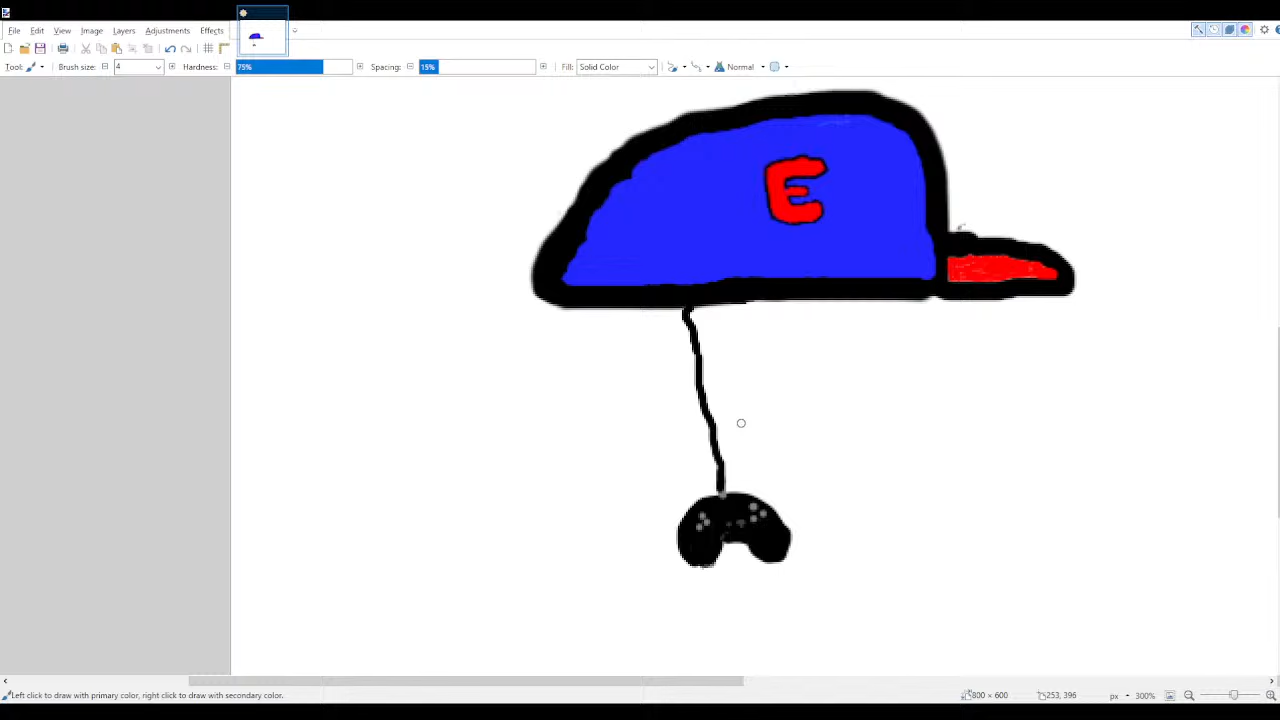 File Edit View Image Layers Adjustments Effects
Tool: Brush size: 4 Hardness: 75% Spacing: 15% Fill: Solid Color Normal
E
Left click to draw with primary color, right click to draw with secondary color. 800 × 600 253, 396 px 300%